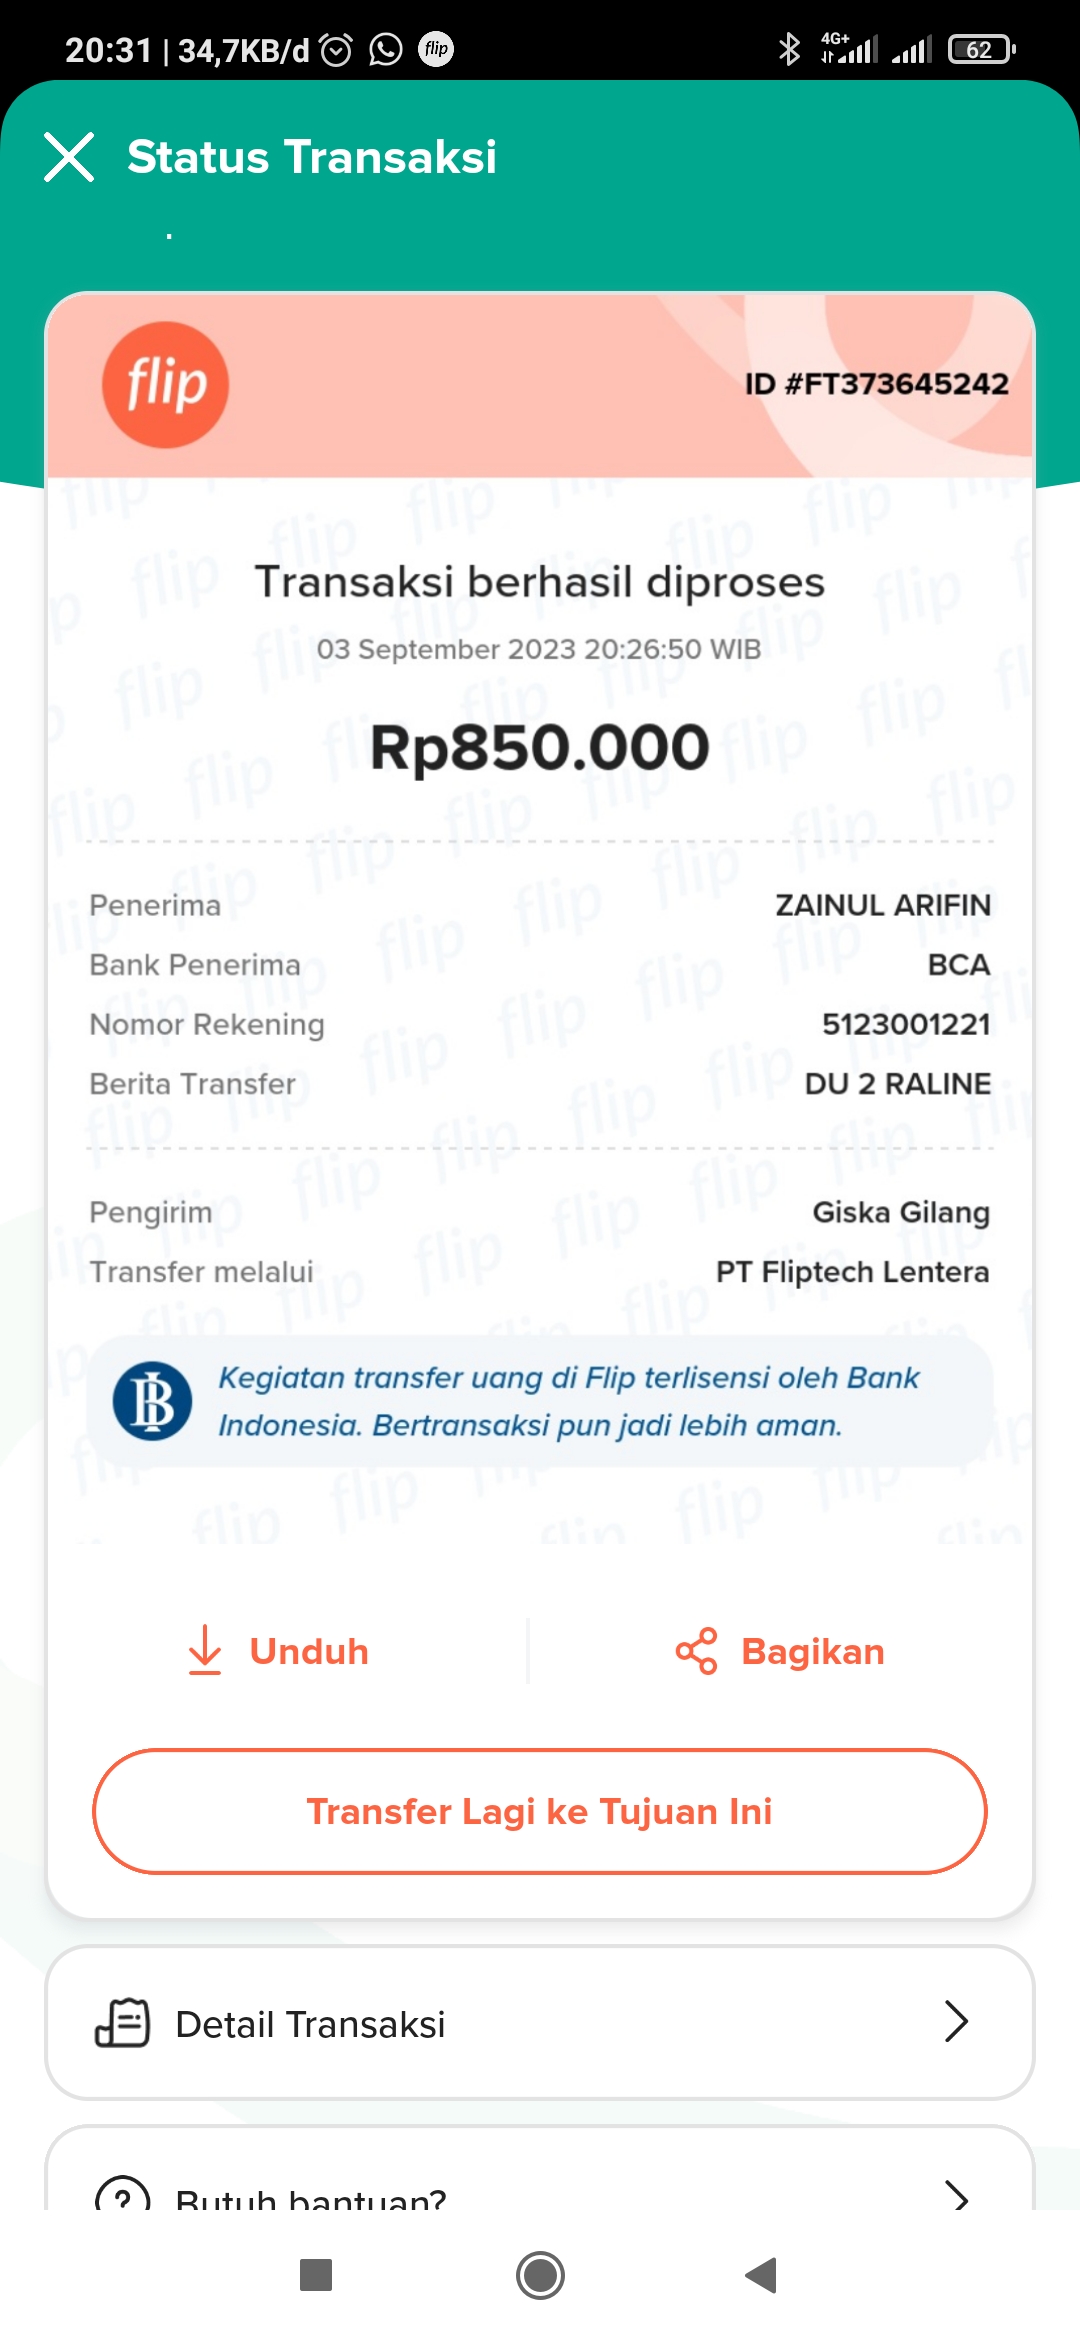 20:31 | 34,7KB/d flip 4G+ 62
Status Transaksi
flip
ID #FT373645242
Transaksi berhasil diproses
03 September 2023 20:26:50 WIB
Rp850.000
Penerima ZAINUL ARIFIN
Bank Penerima BCA
Nomor Rekening 5123001221
Berita Transfer DU 2 RALINE
Pengirim Giska Gilang
Transfer melalui PT Fliptech Lentera
Kegiatan transfer uang di Flip terlisensi oleh Bank
Indonesia. Bertransaksi pun jadi lebih aman.
Unduh Bagikan
Transfer Lagi ke Tujuan Ini
Detail Transaksi
Butuh bantuan?